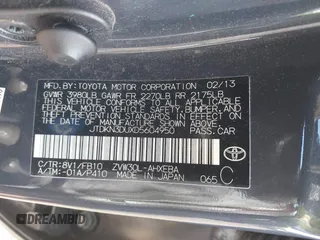 MFD. BY: TOYOTA MOTOR CORPORATION 02/13
GVWR 3980LB GAWR FR 2270LB RR 2175LB
THIS VEHICLE CONFORMS TO ALL APPLICABLE
FEDERAL MOTOR VEHICLE SAFETY, BUMPER,
AND THEFT PREVENTION STANDARDS IN EFFECT
ON THE DATE OF MANUFACTURE SHOWN ABOVE.
JTDKN3DUXD5604950 PASS. CAR
C/TR: 8V1/FB10 ZVW30L-AHXEBA
A/TM: -01A/P410 MADE IN JAPAN 065 C
TOYOTA
DREAMBID